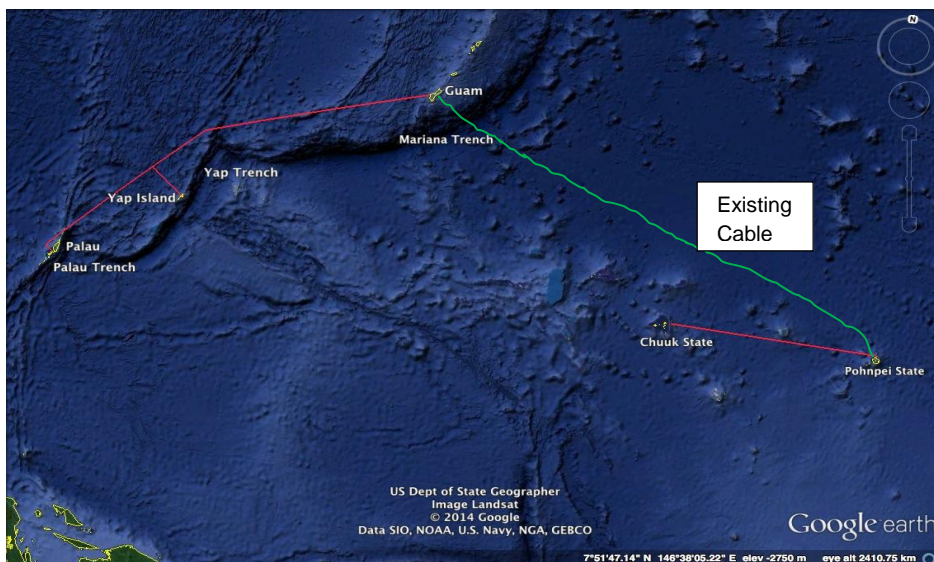 N
Guam
Mariana Trench
Yap Trench
Yap Island
Existing
Cable
Palau
Palau Trench
Chuuk State
Pohnpei State
US Dept of State Geographer
Image Landsat
© 2014 Google
Data SIO, NOAA, U.S. Navy, NGA, GEBCO
Google earth
7°51'47.14" N 146°38'05.22" E elev -2750 m eye alt 2410.75 km